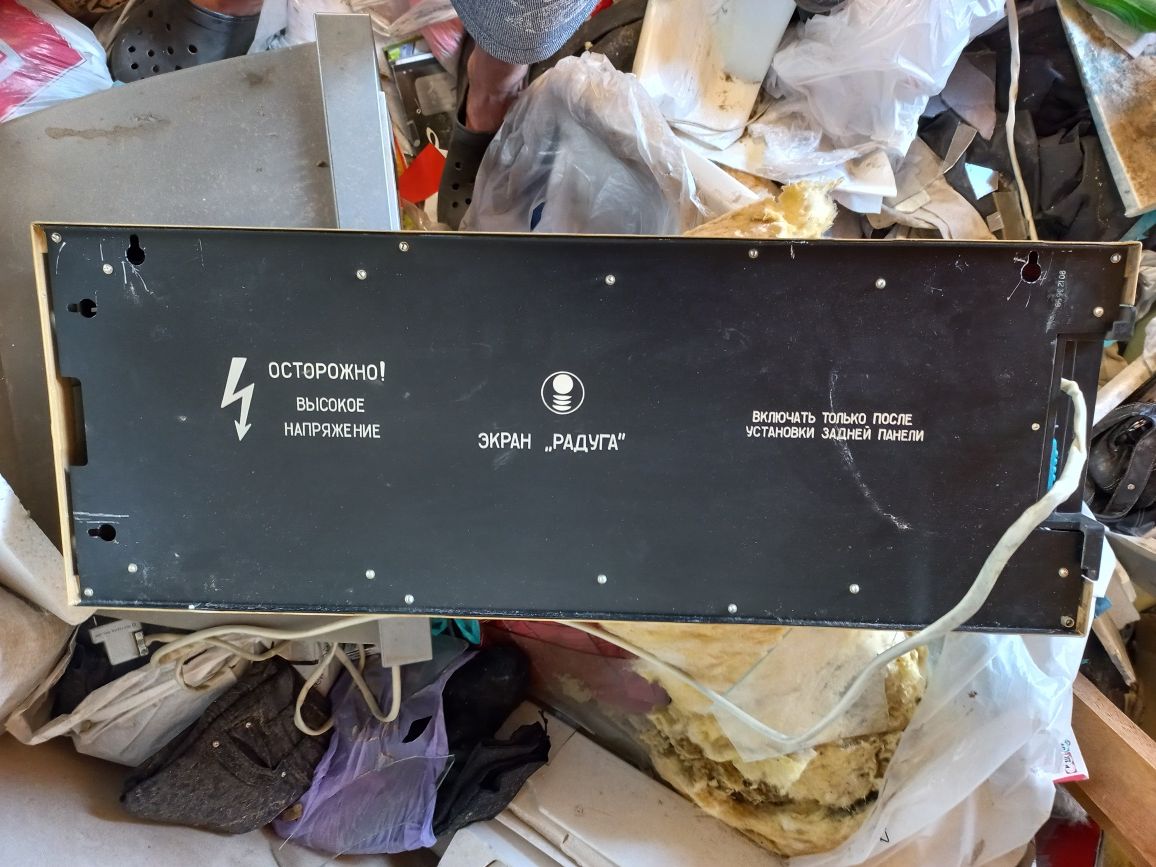 ОСТОРОЖНО!
ВЫСОКОЕ
НАПРЯЖЕНИЕ
ЭКРАН „РАДУГА“
ВКЛЮЧАТЬ ТОЛЬКО ПОСЛЕ
УСТАНОВКИ ЗАДНЕЙ ПАНЕЛИ